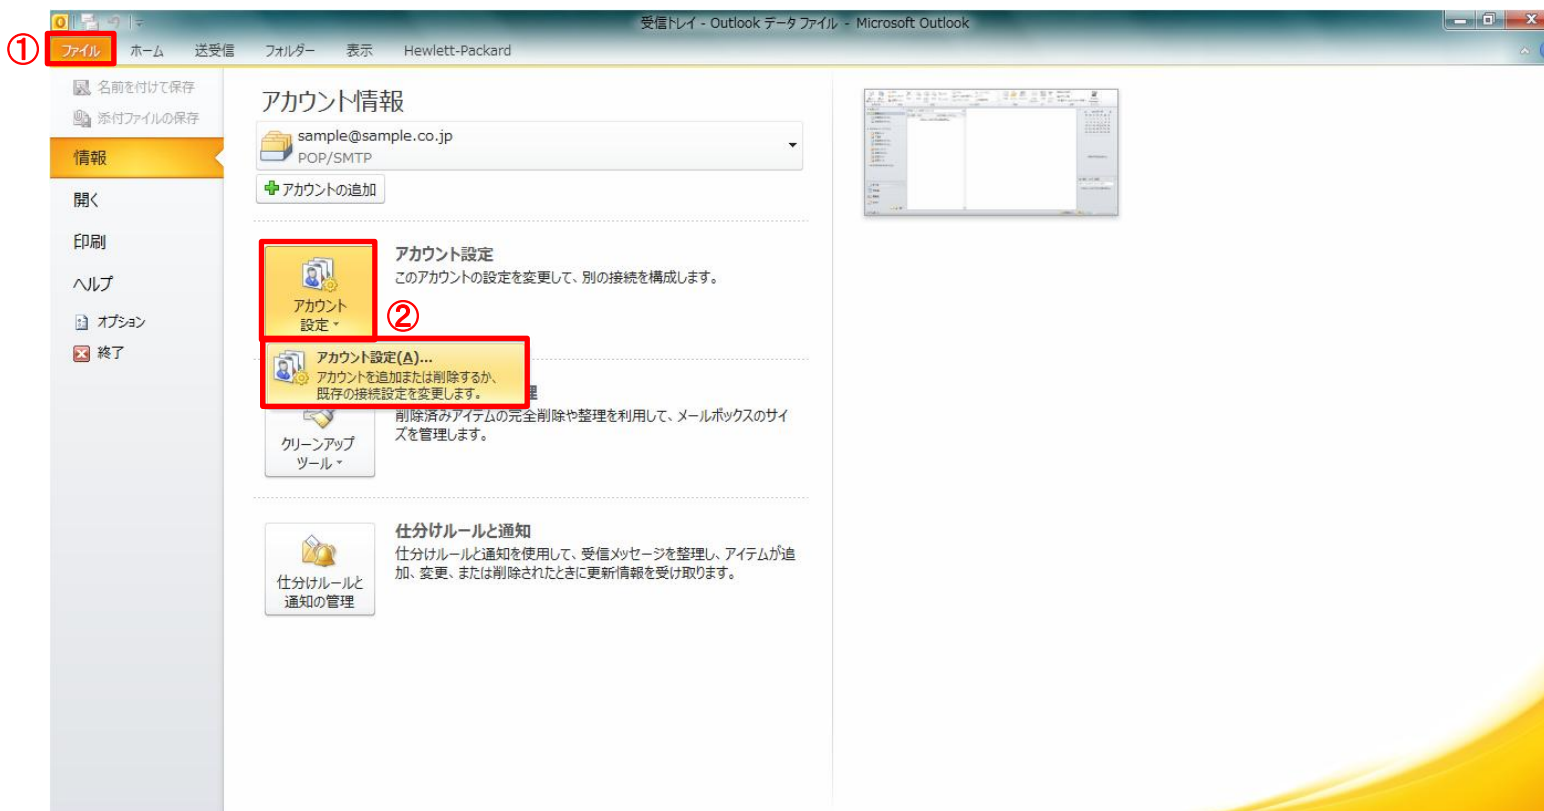 受信トレイ - Outlook データ ファイル - Microsoft Outlook
① ファイル ホーム 送受信 フォルダー 表示 Hewlett-Packard
名前を付けて保存
添付ファイルの保存
情報
開く
印刷
ヘルプ
オプション
終了
アカウント情報
sample@sample.co.jp
POP/SMTP
アカウントの追加
アカウント
設定
②
アカウント設定
このアカウントの設定を変更して、別の接続を構成します。
アカウント設定(A)...
アカウントを追加または削除するか、
既存の接続設定を変更します。
理
削除済みアイテムの完全削除や整理を利用して、メールボックスのサイ
ズを管理します。
クリーンアップ
ツール
仕分けルールと通知
仕分けルールと通知を使用して、受信メッセージを整理し、アイテムが追
加、変更、または削除されたときに更新情報を受け取ります。
仕分けルールと
通知の管理